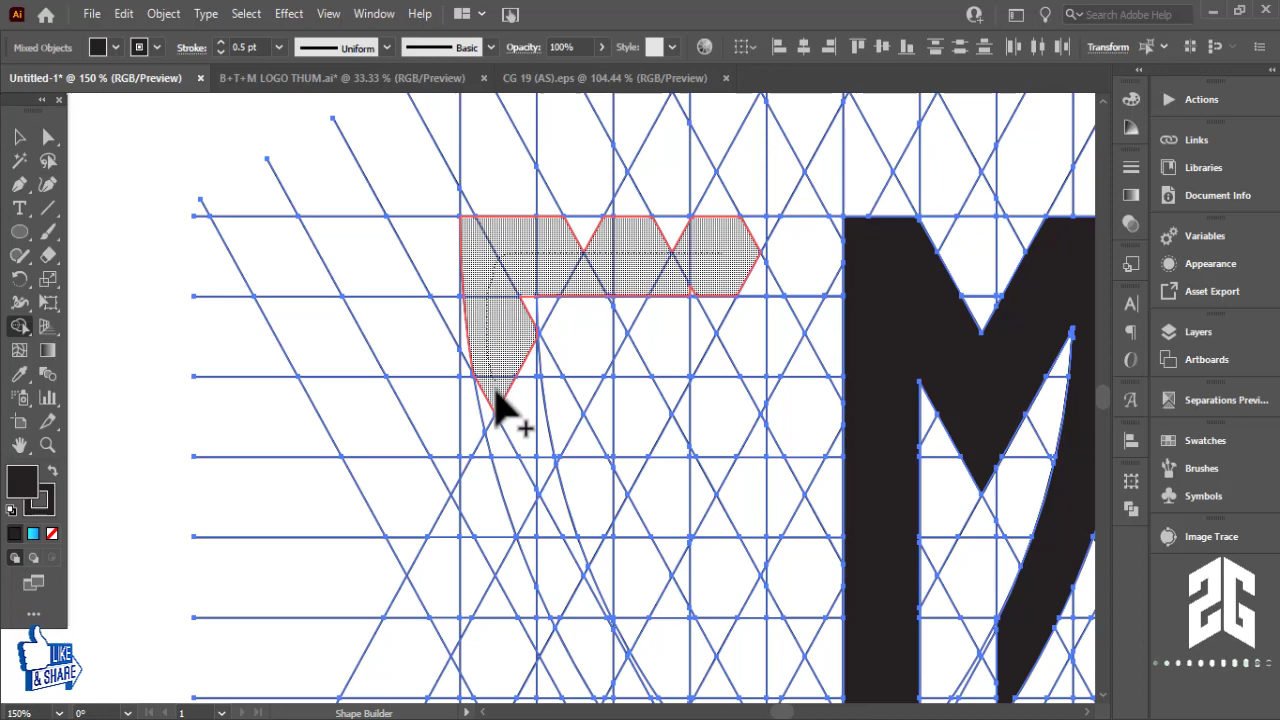 Ai
File Edit Object Type Select Effect View Window Help
Search Adobe Help
Mixed Objects
Stroke: 0.5 pt
Uniform
Basic
Opacity: 100%
Style:
Transform
Untitled-1* @ 150 % (RGB/Preview) ×
B+T+M LOGO THUM.ai* @ 33.33 % (RGB/Preview) ×
CG 19 (AS).eps @ 104.44 % (RGB/Preview) ×
Actions
Links
Libraries
Document Info
Variables
Appearance
Asset Export
Layers
Artboards
Separations Previ...
Swatches
Brushes
Symbols
Image Trace
LIKE
& SHARE
150%
0°
1
Shape Builder